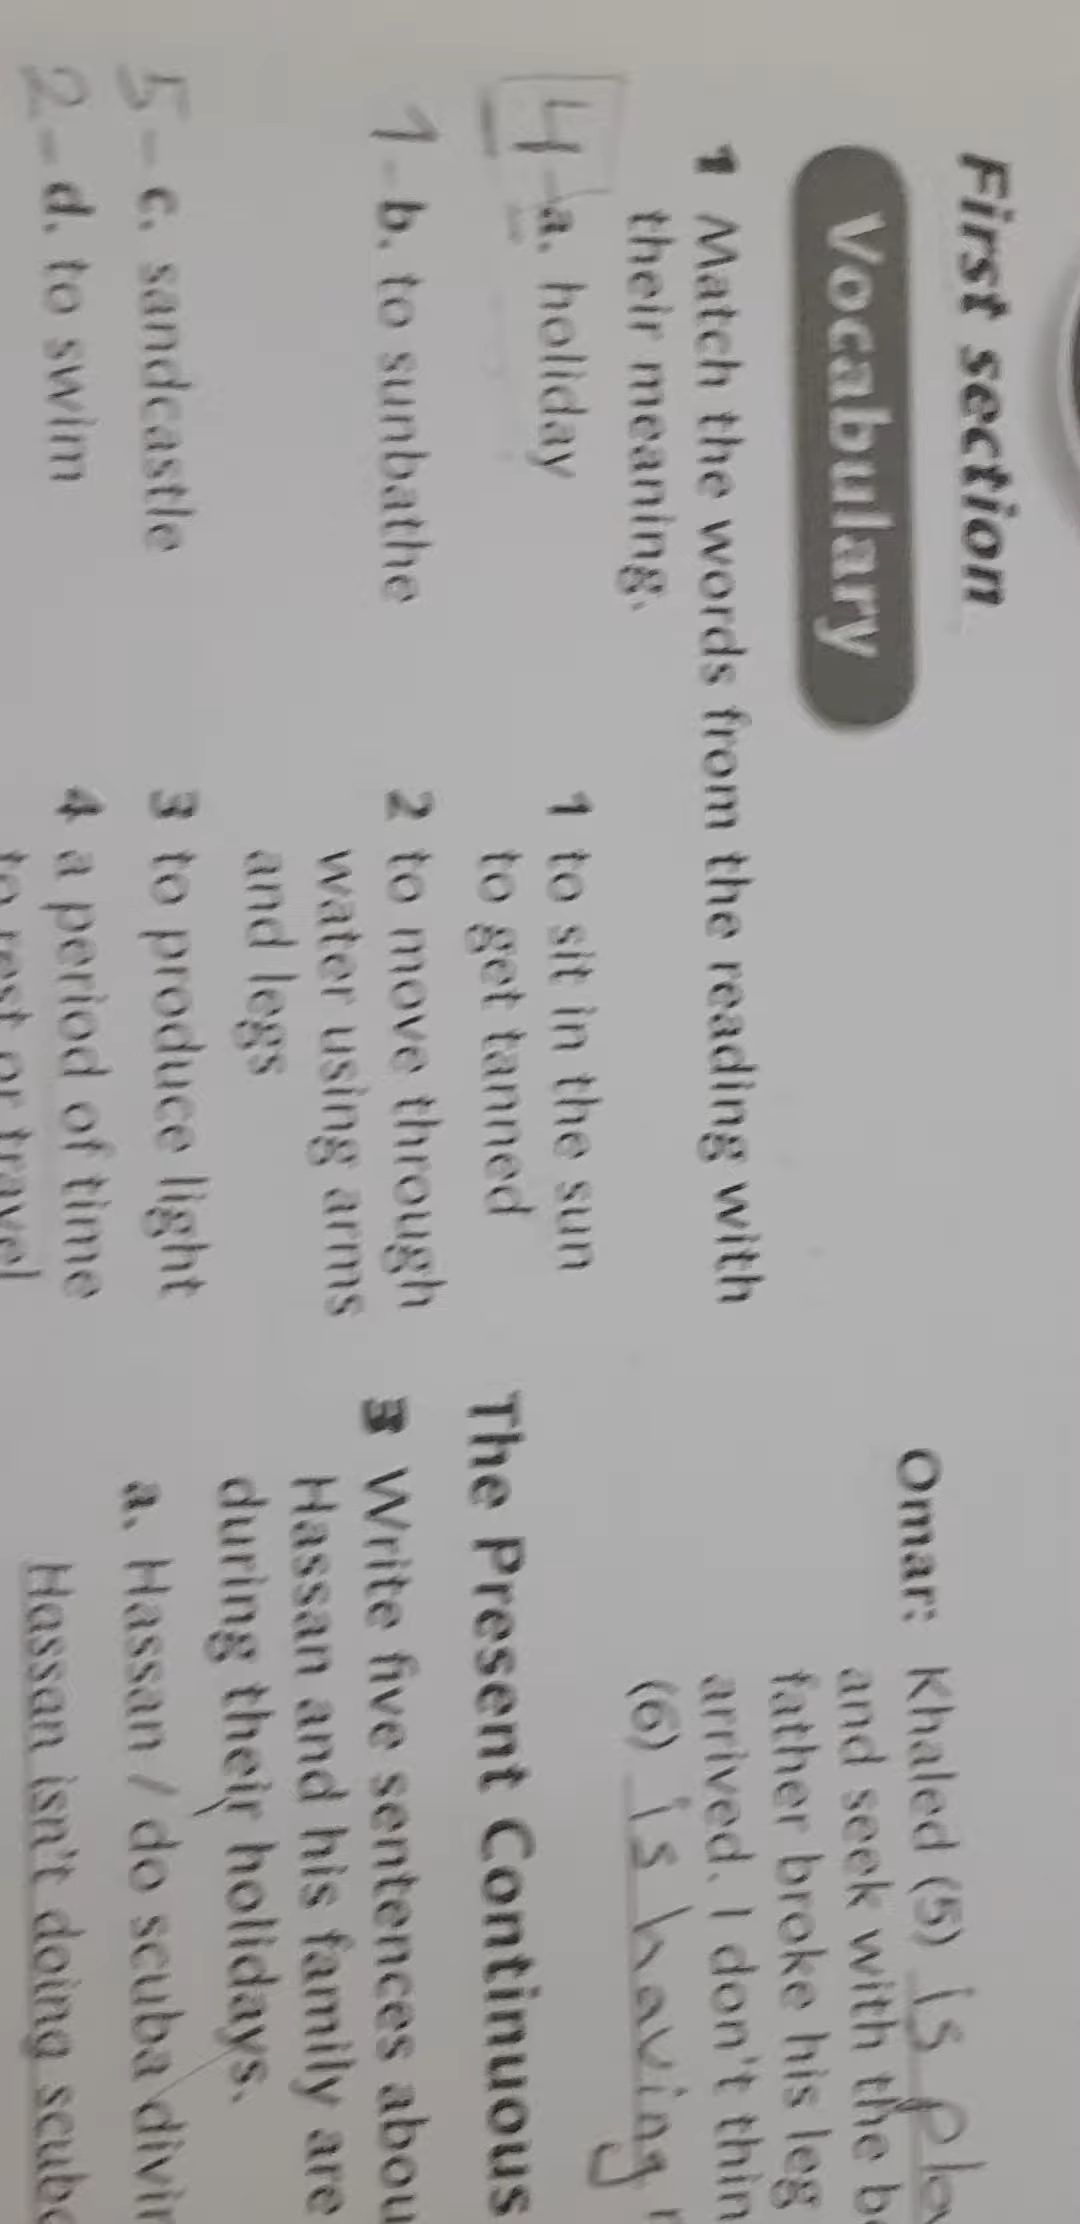 First section
Vocabulary
1 Match the words from the reading with
their meaning.
4-a. holiday
1-b. to sunbathe
5-c. sandcastle
2-d. to swim
1 to sit in the sun
to get tanned
2 to move through
water using arms
and legs
3 to produce light
4 a period of time
to rest or travel
Omar: Khaled (5) is
and seek with the
father broke his leg
arrived. I don't
(6) is having
The Present Continuous
3 Write five sentences
Hassan and his family are
during their holidays.
a. Hassan / do scuba
Hassan isn't doing